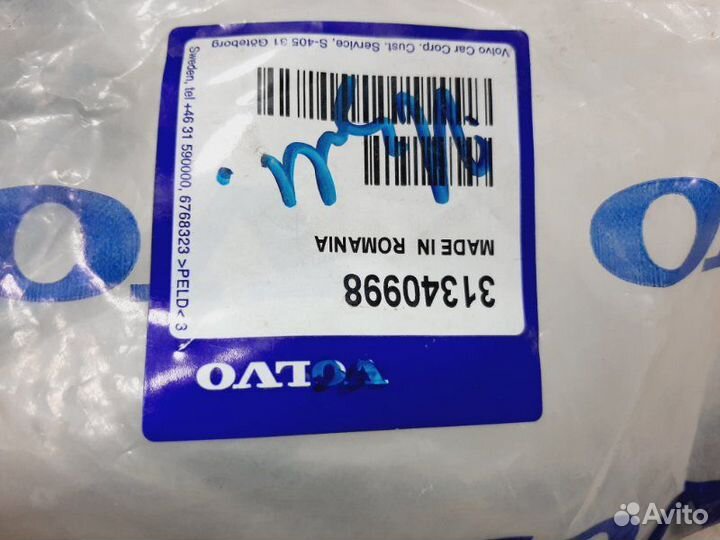 VOLVO
31340998
MADE IN ROMANIA
Volvo Car Corp. Cust. Service, S-405 31 Göteborg
Sweden, tel +46 31 590000, 6768323 >PELD< 3
Avito